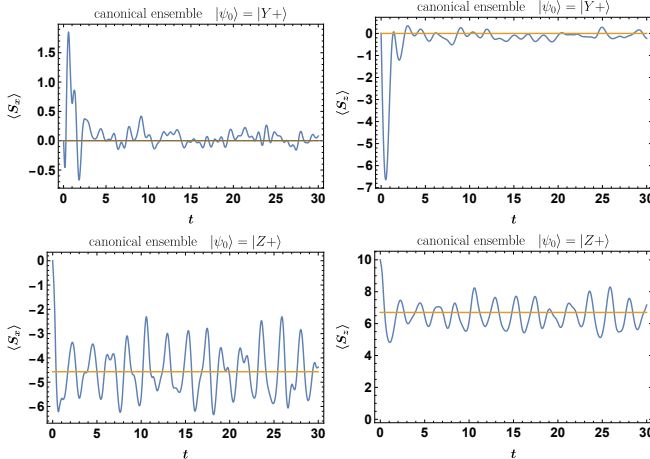 canonical ensemble |ψ₀⟩ = |Y+⟩
⟨Sₓ⟩
1.5
1.0
0.5
0.0
−0.5
0 5 10 15 20 25 30
t
canonical ensemble |ψ₀⟩ = |Y+⟩
⟨S_z⟩
0
−1
−2
−3
−4
−5
−6
−7
0 5 10 15 20 25 30
t
canonical ensemble |ψ₀⟩ = |Z+⟩
⟨Sₓ⟩
0
−1
−2
−3
−4
−5
−6
0 5 10 15 20 25 30
t
canonical ensemble |ψ₀⟩ = |Z+⟩
⟨S_z⟩
10
8
6
4
2
0
0 5 10 15 20 25 30
t